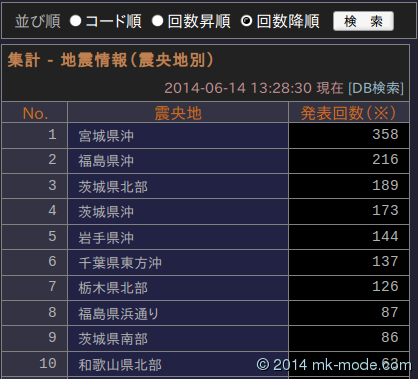 並び順 コード順 回数昇順 回数降順 検 索
集計 - 地震情報(震央地別)
2014-06-14 13:28:30 現在 [DB検索]
No. 震央地 発表回数(※)
1 宮城県沖 358
2 福島県沖 216
3 茨城県北部 189
4 茨城県沖 173
5 岩手県沖 144
6 千葉県東方沖 137
7 栃木県北部 126
8 福島県浜通り 87
9 茨城県南部 86
10 和歌山県北部 63
© 2014 mk-mode.com